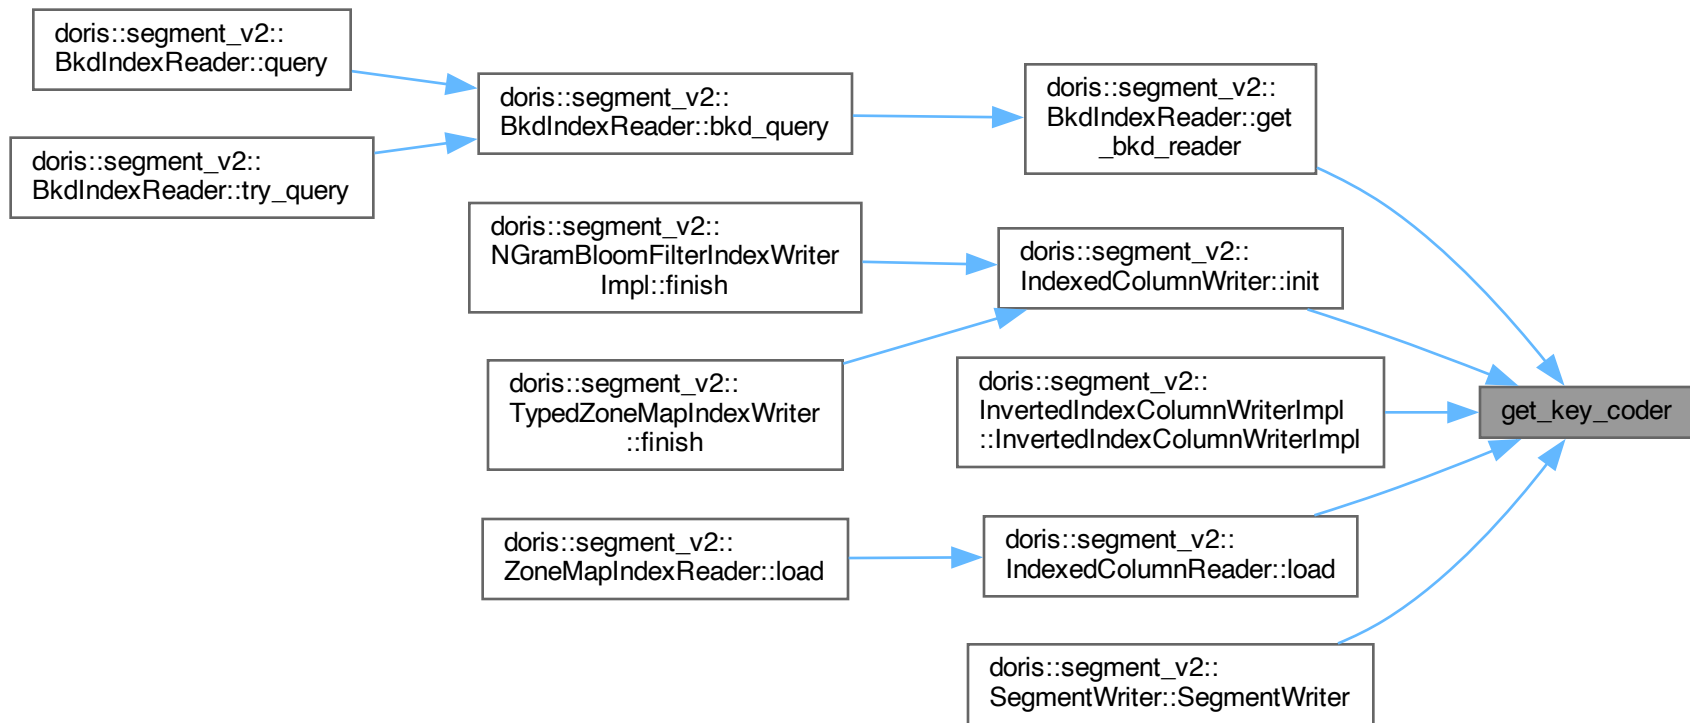 doris::segment_v2::
BkdIndexReader::query
doris::segment_v2::
BkdIndexReader::try_query
doris::segment_v2::
BkdIndexReader::bkd_query
doris::segment_v2::
BkdIndexReader::get
_bkd_reader
doris::segment_v2::
NGramBloomFilterIndexWriter
Impl::finish
doris::segment_v2::
IndexedColumnWriter::init
doris::segment_v2::
TypedZoneMapIndexWriter
::finish
doris::segment_v2::
InvertedIndexColumnWriterImpl
::InvertedIndexColumnWriterImpl
get_key_coder
doris::segment_v2::
ZoneMapIndexReader::load
doris::segment_v2::
IndexedColumnReader::load
doris::segment_v2::
SegmentWriter::SegmentWriter